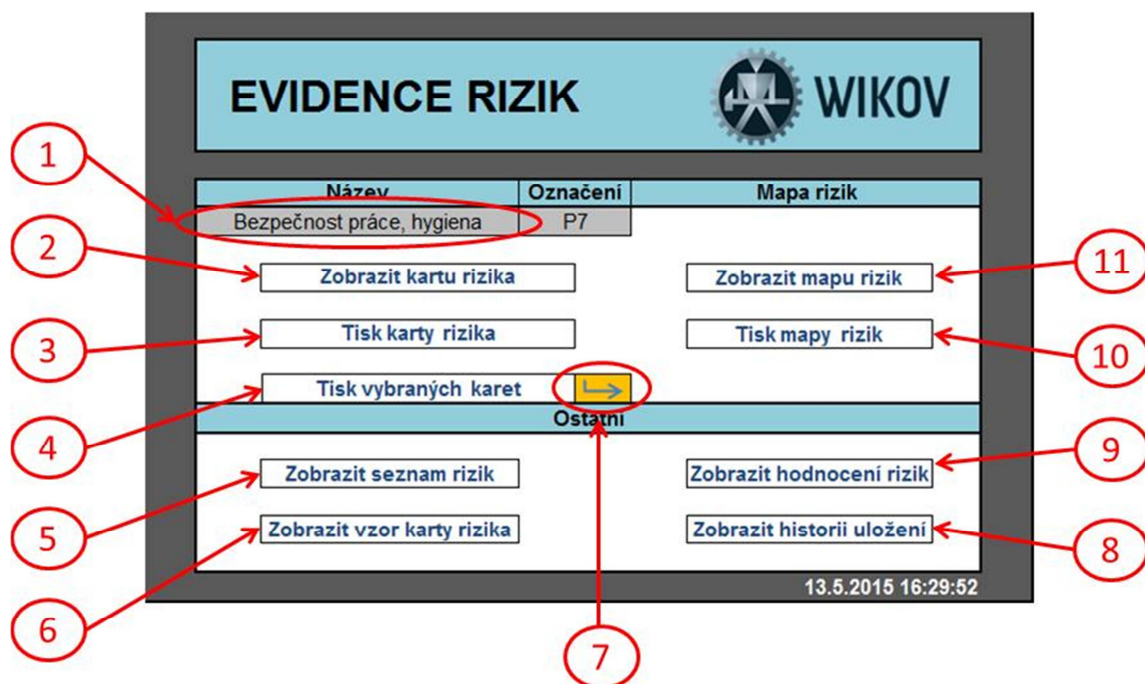 EVIDENCE RIZIK
WIKOV
Název Označení Mapa rizik
Bezpečnost práce, hygiena P7
Zobrazit kartu rizika Zobrazit mapu rizik
Tisk karty rizika Tisk mapy rizik
Tisk vybraných karet
Ostatní
Zobrazit seznam rizik Zobrazit hodnocení rizik
Zobrazit vzor karty rizika Zobrazit historii uložení
13.5.2015 16:29:52
1
2
3
4
5
6
7
8
9
10
11